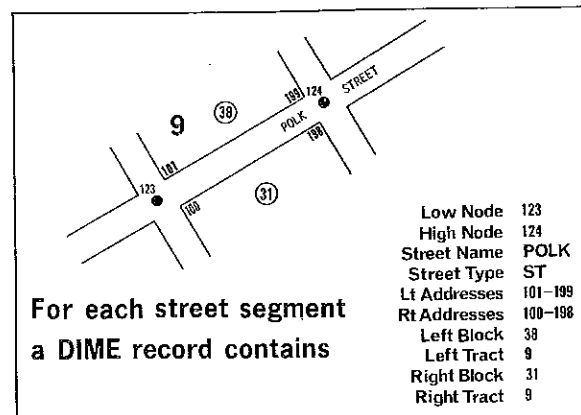 199
124
STREET
POLK
198
9
38
101
123
100
31
For each street segment
a DIME record contains
Low Node 123
High Node 124
Street Name POLK
Street Type ST
Lt Addresses 101-199
Rt Addresses 100-198
Left Block 38
Left Tract 9
Right Block 31
Right Tract 9